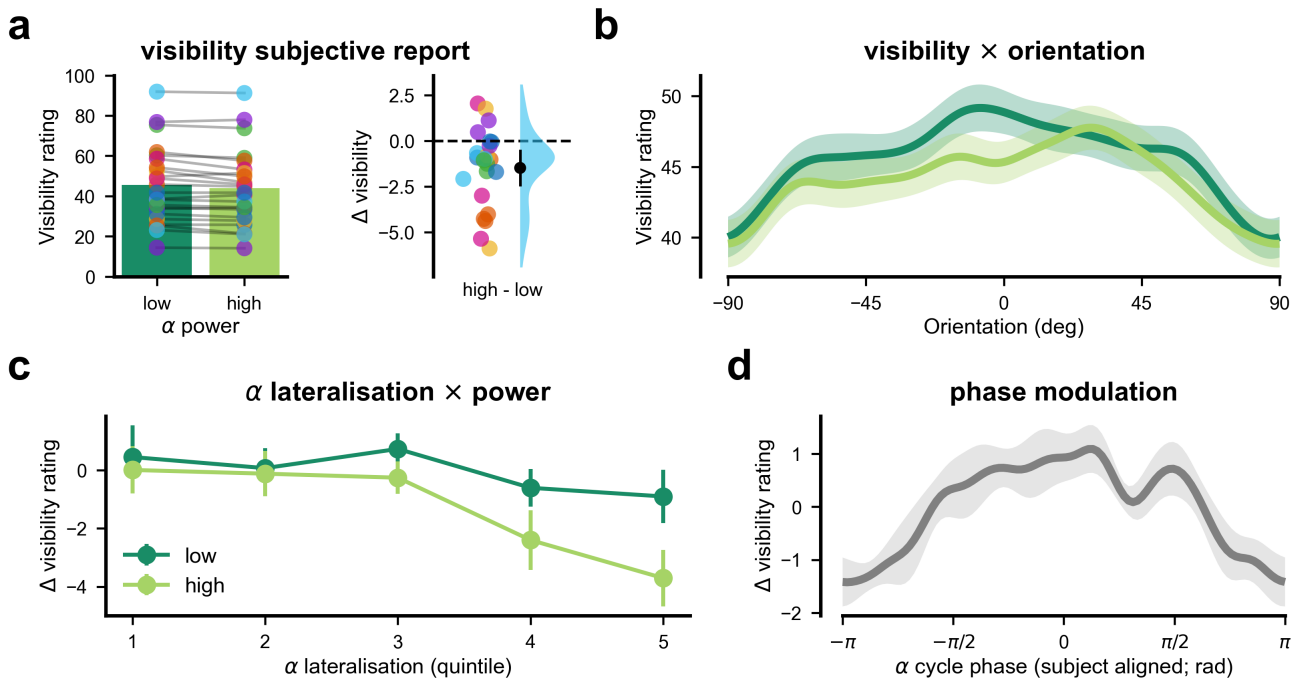 a
visibility subjective report
Visibility rating
100
80
60
40
20
0
low
high
α power
Δ visibility
2.5
0.0
−2.5
−5.0
high - low
b
visibility × orientation
Visibility rating
50
45
40
−90
−45
0
45
90
Orientation (deg)
c
α lateralisation × power
Δ visibility rating
0
−2
−4
low
high
1
2
3
4
5
α lateralisation (quintile)
d
phase modulation
Δ visibility rating
1
0
−1
−2
−π
−π/2
0
π/2
π
α cycle phase (subject aligned; rad)